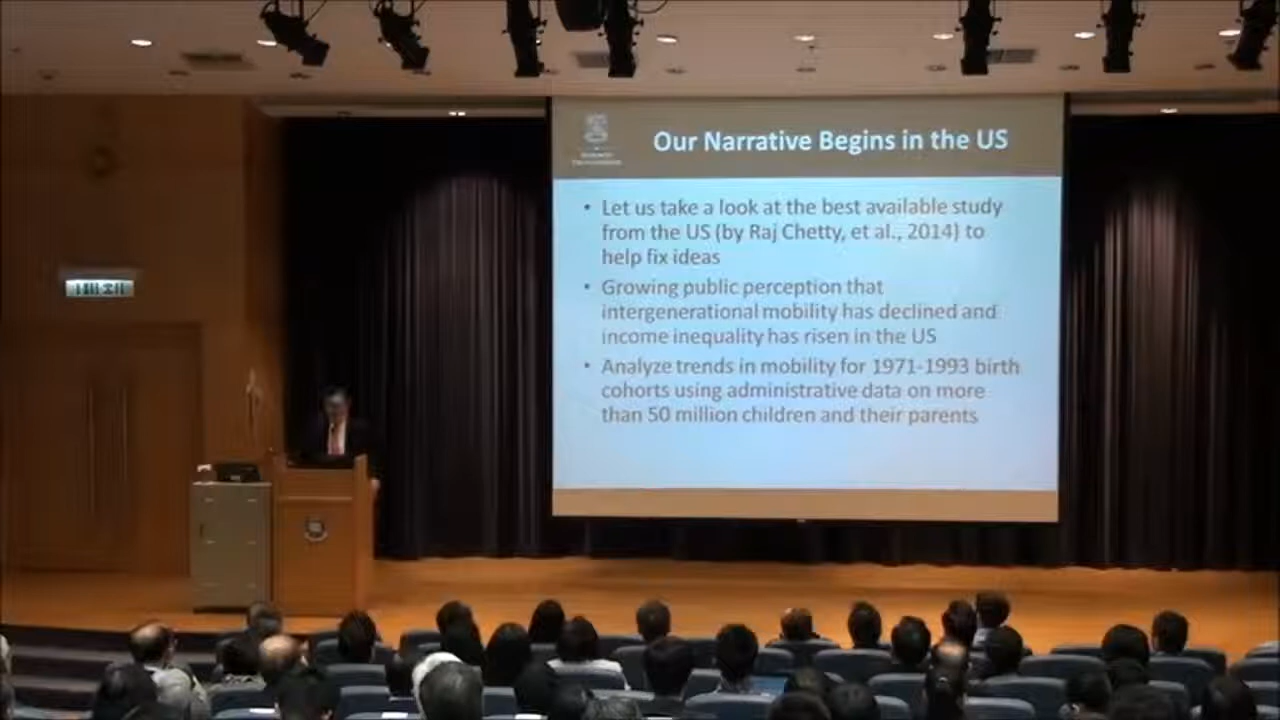 Our Narrative Begins in the US
• Let us take a look at the best available study
from the US (by Raj Chetty, et al., 2014) to
help fix ideas
• Growing public perception that
intergenerational mobility has declined and
income inequality has risen in the US
• Analyze trends in mobility for 1971-1993 birth
cohorts using administrative data on more
than 50 million children and their parents